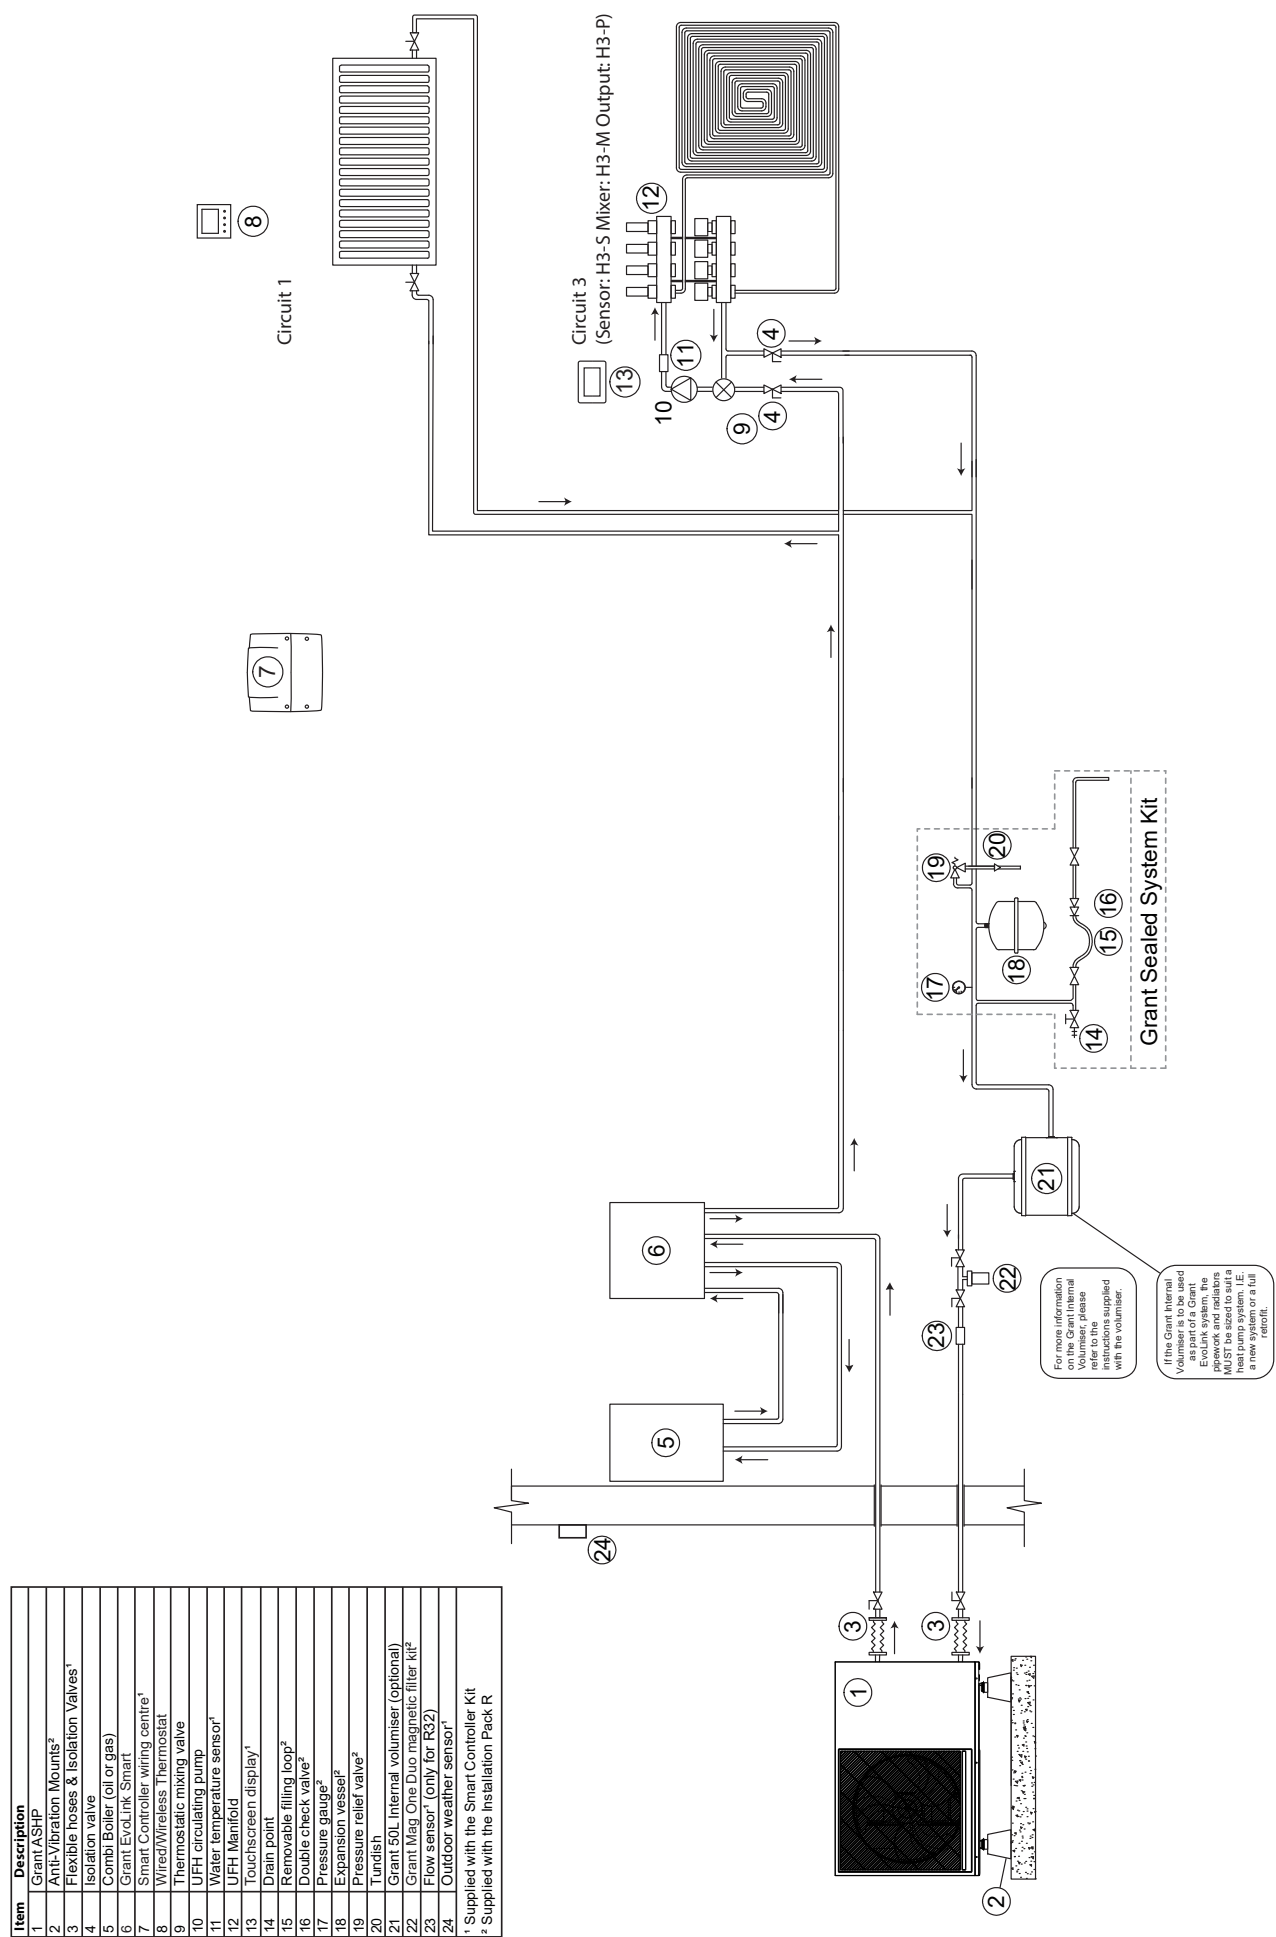 Item Description
1 Grant ASHP
2 Anti-Vibration Mounts²
3 Flexible hoses & Isolation Valves¹
4 Isolation valve
5 Combi Boiler (oil or gas)
6 Grant EvoLink Smart
7 Smart Controller wiring centre¹
8 Wired/Wireless Thermostat
9 Thermostatic mixing valve
10 UFH circulating pump
11 Water temperature sensor¹
12 UFH Manifold
13 Touchscreen display¹
14 Drain point
15 Removable filling loop²
16 Double check valve²
17 Pressure gauge²
18 Expansion vessel²
19 Pressure relief valve²
20 Tundish
21 Grant 50L Internal volumiser (optional)
22 Grant Mag One Duo magnetic filter kit²
23 Flow sensor¹ (only for R32)
24 Outdoor weather sensor¹
¹ Supplied with the Smart Controller Kit
² Supplied with the Installation Pack R
8
Circuit 1
7
Circuit 3
(Sensor: H3-S Mixer: H3-M Output: H3-P)
13
12
11
10
9
4
4
24
5
6
3
3
1
2
23
22
21
17
19
20
18
14
15
16
Grant Sealed System Kit
For more information
on the Grant Internal
Volumiser, please
refer to the
instructions supplied
with the volumiser.
If the Grant Internal
Volumiser is to be used
as part of a Grant
EvoLink system, the
pipework and radiators
MUST be sized to suit a
heat pump system. I.E.
a new system or a full
retrofit.